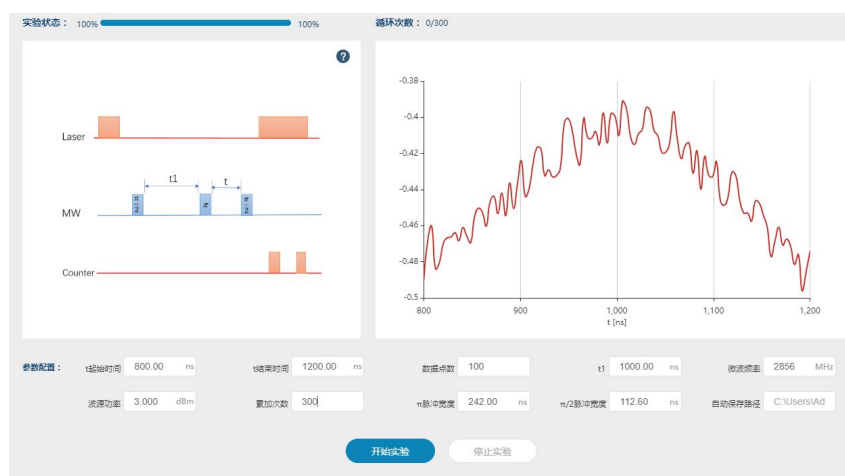 实验状态： 100% 100% 循环次数： 0/300
?
Laser
t1 t
MW π/2 π π/2
Counter
-0.38
-0.4
-0.42
-0.44
-0.46
-0.48
-0.5
800 900 1,000 1,100 1,200
t [ns]
参数配置： t起始时间 800.00 ns t结束时间 1200.00 ns 数据点数 100 t1 1000.00 ns 微波频率 2856 MHz
波源功率 3.000 dBm 累加次数 300 π脉冲宽度 242.00 ns π/2脉冲宽度 112.60 ns 自动保存路径 C:\Users\Ad
开始实验 停止实验